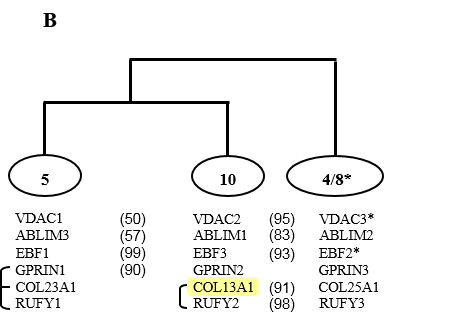 B
5 10 4/8*
VDAC1 (50) VDAC2 (95) VDAC3*
ABLIM3 (57) ABLIM1 (83) ABLIM2
EBF1 (99) EBF3 (93) EBF2*
GPRIN1 (90) GPRIN2 GPRIN3
COL23A1 COL13A1 (91) COL25A1
RUFY1 RUFY2 (98) RUFY3